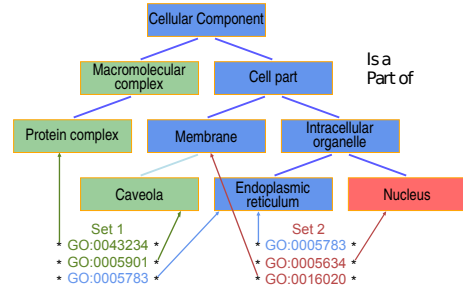 Cellular Component
Macromolecular
complex
Cell part
Is a
Part of
Protein complex
Membrane
Intracellular
organelle
Caveola
Endoplasmic
reticulum
Nucleus
Set 1
* GO:0043234 *
* GO:0005901 *
* GO:0005783 *
Set 2
* GO:0005783 *
* GO:0005634 *
* GO:0016020 *